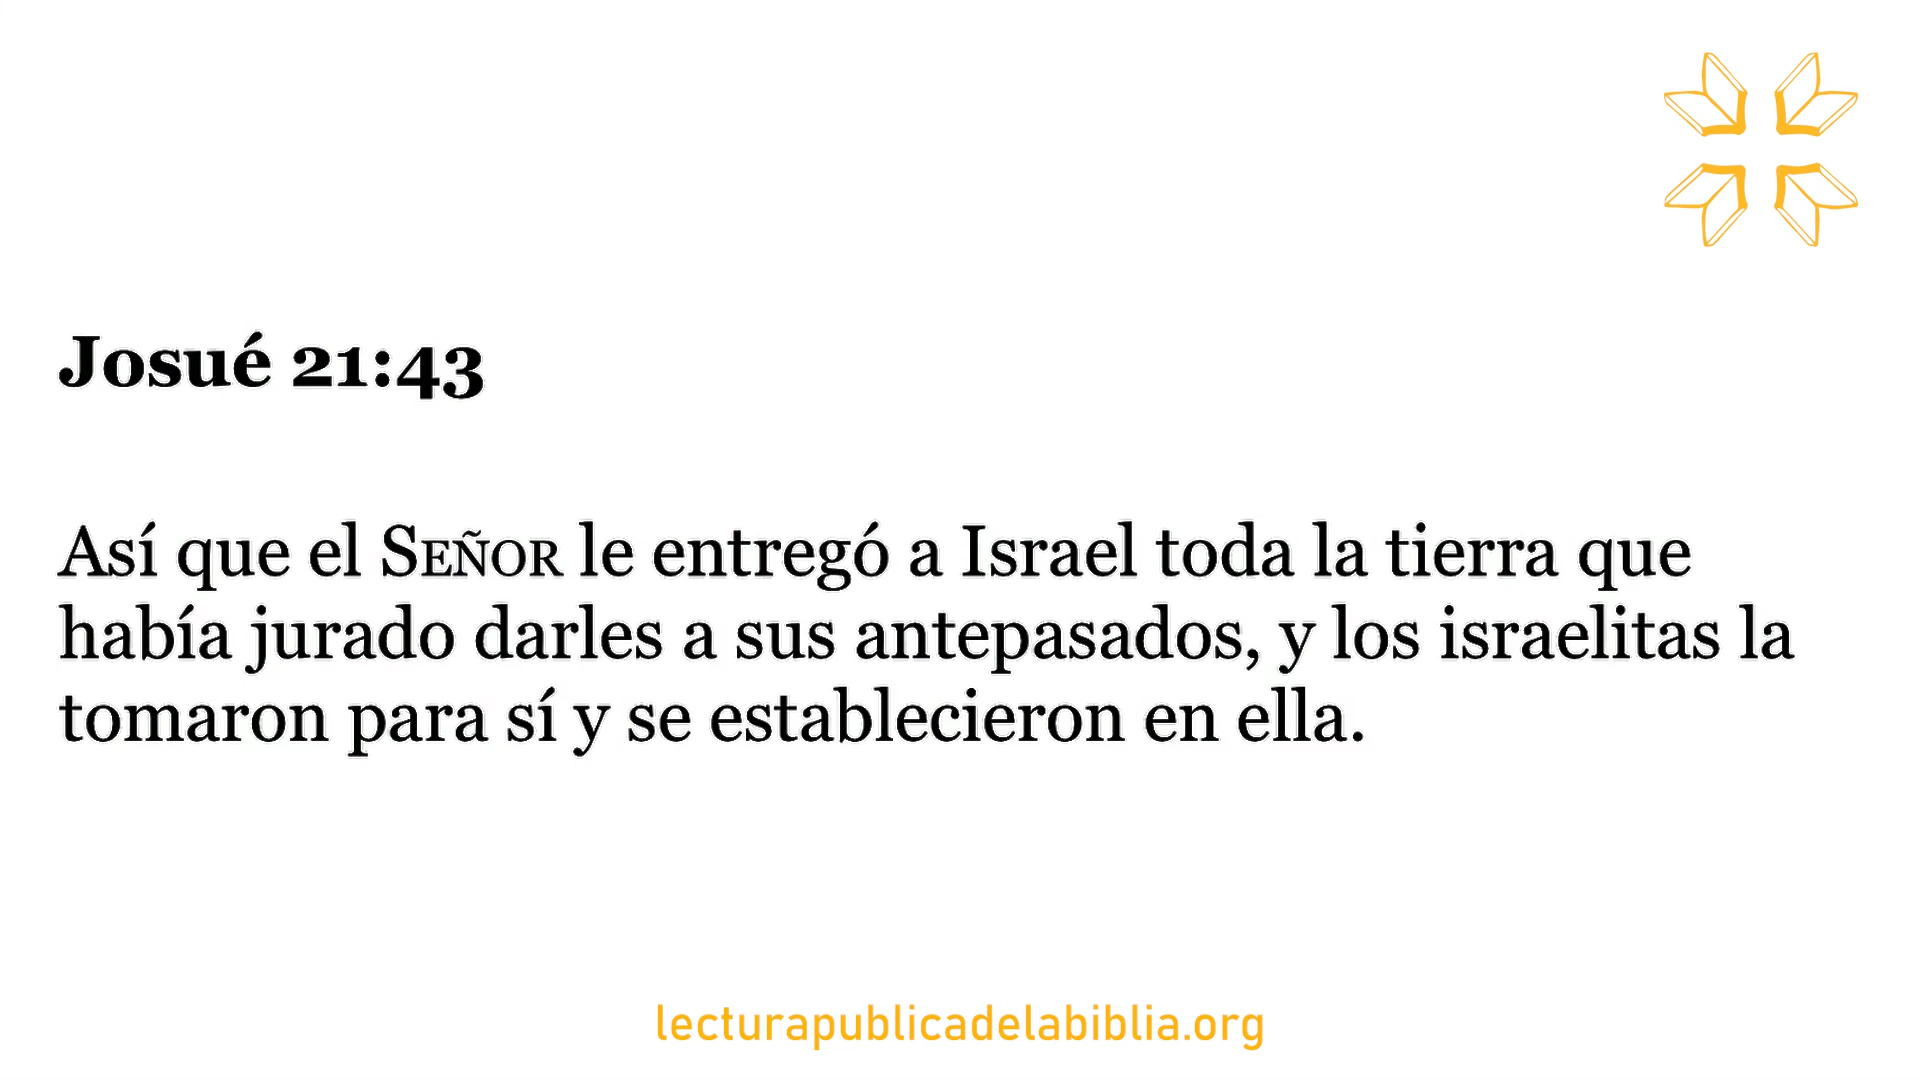 Josué 21:43
Así que el SEÑOR le entregó a Israel toda la tierra que
había jurado darles a sus antepasados, y los israelitas la
tomaron para sí y se establecieron en ella.
lecturapublicadelabiblia.org